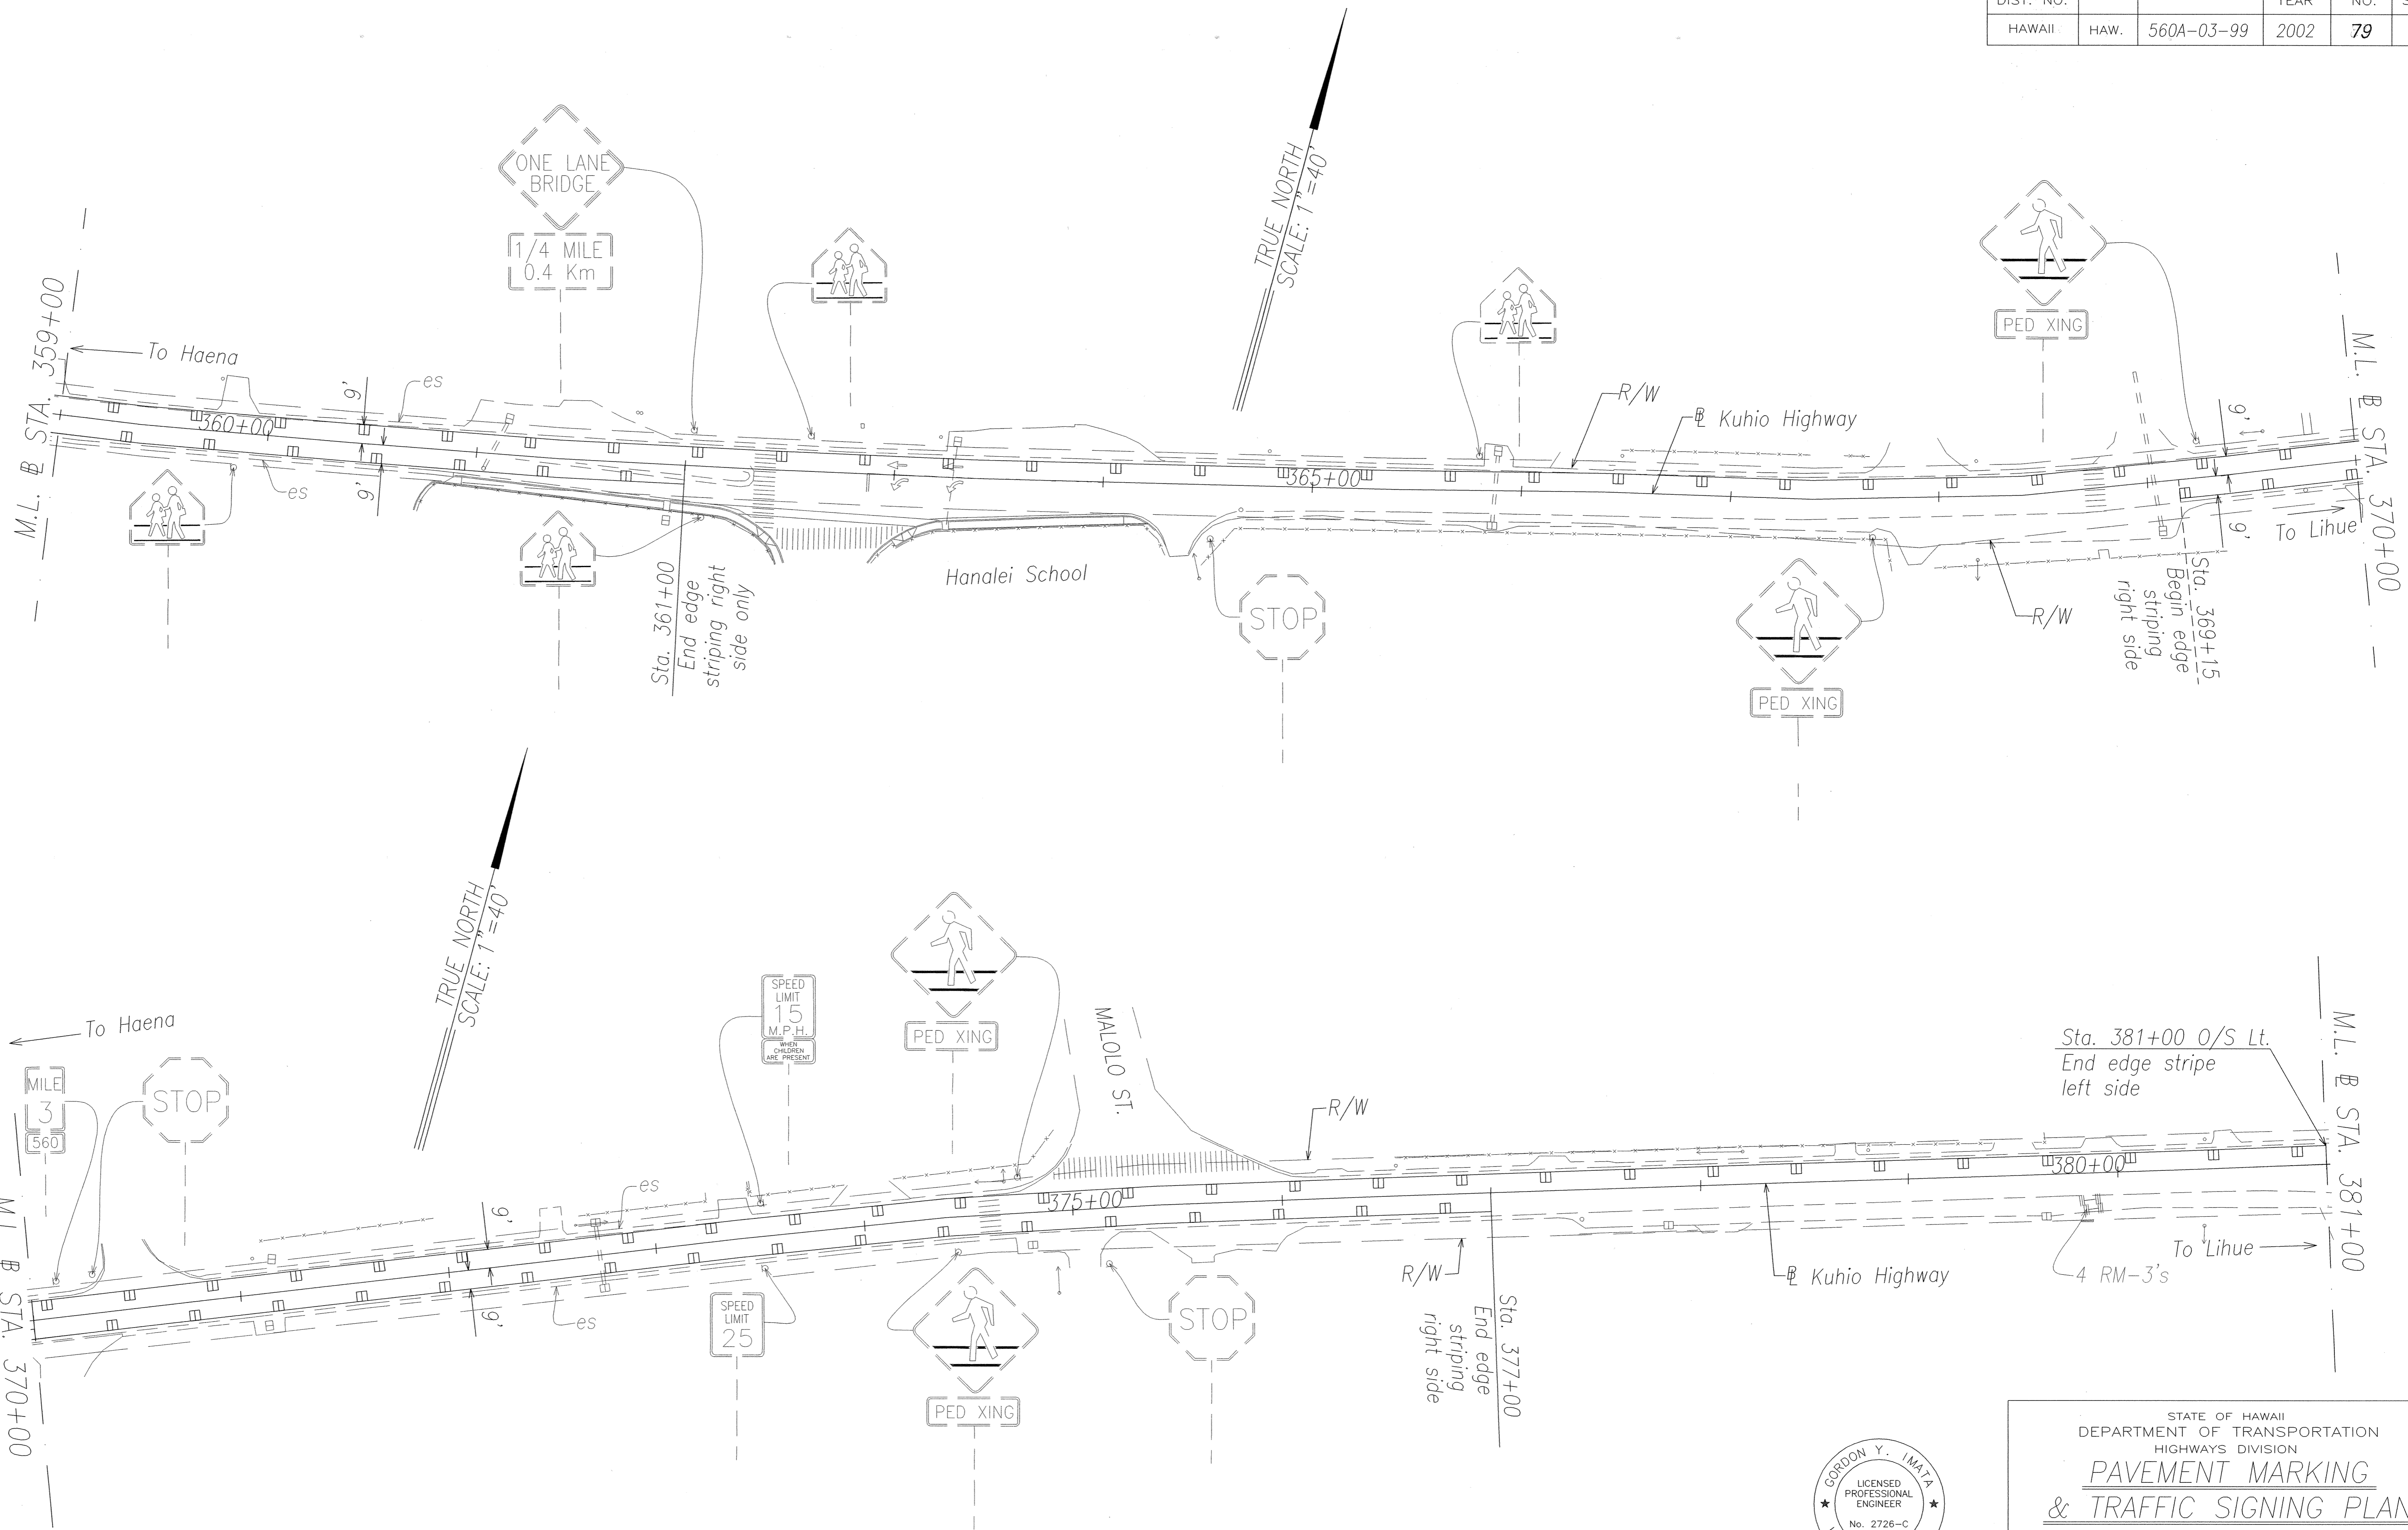 DIST. NO.
YEAR
NO.
HAWAII
HAW.
560A-03-99
2002
79
TRUE NORTH
SCALE: 1"=40'
ONE LANE
BRIDGE
1/4 MILE
0.4 Km
PED XING
M.L. B STA. 359+00
To Haena
es
9'
360+00
R/W
B Kuhio Highway
365+00
9'
M.L. B STA. 370+00
9'
es
9'
To Lihue
Hanalei School
Sta. 361+00
End edge
striping right
side only
STOP
PED XING
R/W
Sta. 369+15
Begin edge
striping
right side
TRUE NORTH
SCALE: 1"=40'
To Haena
MILE
3
560
STOP
SPEED
LIMIT
15
M.P.H.
WHEN
CHILDREN
ARE PRESENT
PED XING
MALOLO ST.
R/W
Sta. 381+00 O/S Lt.
End edge stripe
left side
M.L. B STA. 381+00
es
9'
375+00
380+00
M.L. B STA. 370+00
9'
es
SPEED
LIMIT
25
PED XING
STOP
R/W
Sta. 377+00
End edge
striping
right side
B Kuhio Highway
4 RM-3's
To Lihue
GORDON Y. IMATA
LICENSED
PROFESSIONAL
ENGINEER
No. 2726-C
STATE OF HAWAII
DEPARTMENT OF TRANSPORTATION
HIGHWAYS DIVISION
PAVEMENT MARKING
& TRAFFIC SIGNING PLAN